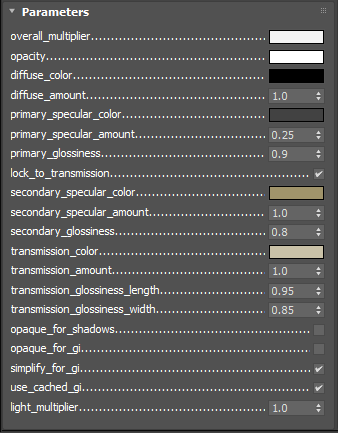 Parameters
overall_multiplier
opacity
diffuse_color
diffuse_amount 1.0
primary_specular_color
primary_specular_amount 0.25
primary_glossiness 0.9
lock_to_transmission
secondary_specular_color
secondary_specular_amount 1.0
secondary_glossiness 0.8
transmission_color
transmission_amount 1.0
transmission_glossiness_length 0.95
transmission_glossiness_width 0.85
opaque_for_shadows
opaque_for_gi
simplify_for_gi
use_cached_gi
light_multiplier 1.0